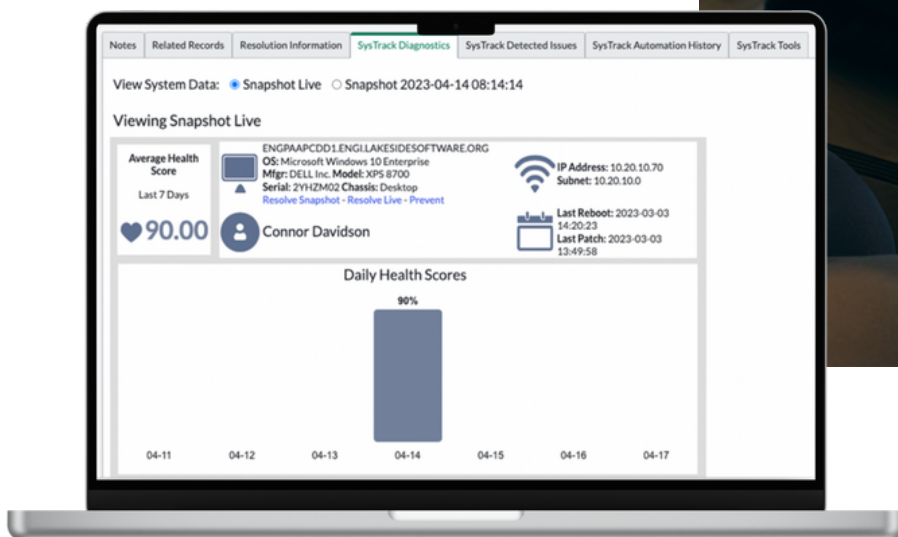 Notes Related Records Resolution Information SysTrack Diagnostics SysTrack Detected Issues SysTrack Automation History SysTrack Tools
View System Data: Snapshot Live Snapshot 2023-04-14 08:14:14
Viewing Snapshot Live
Average Health
Score
Last 7 Days
90.00
ENGPAAPCDD1.ENGI.LAKESIDESOFTWARE.ORG
OS: Microsoft Windows 10 Enterprise
Mfgr: DELL Inc. Model: XPS 8700
Serial: 2YHZM02 Chassis: Desktop
Resolve Snapshot - Resolve Live - Prevent
Connor Davidson
IP Address: 10.20.10.70
Subnet: 10.20.10.0
Last Reboot: 2023-03-03
14:20:23
Last Patch: 2023-03-03
13:49:58
Daily Health Scores
90%
04-11 04-12 04-13 04-14 04-15 04-16 04-17